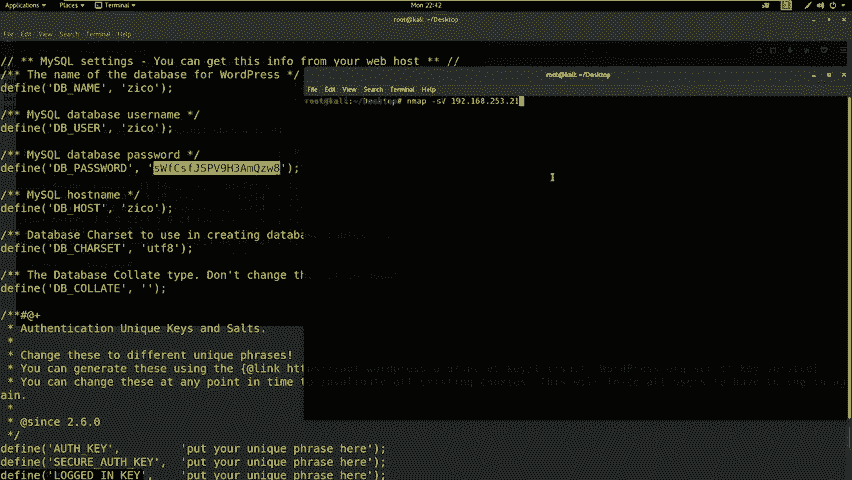 Applications
Places
Terminal
Mon 22:42
root@kali: ~/Desktop
File Edit View Search Terminal Help
// ** MySQL settings - You can get this info from your web host ** //
/** The name of the database for WordPress */
define('DB_NAME', 'zico');
/** MySQL database username */
define('DB_USER', 'zico');
/** MySQL database password */
define('DB_PASSWORD', 'sWfCsfJSPV9H3AmQzw8');
/** MySQL hostname */
define('DB_HOST', 'zico');
/** Database Charset to use in creating databa
define('DB_CHARSET', 'utf8');
/** The Database Collate type. Don't change th
define('DB_COLLATE', '');
/**#@+
* Authentication Unique Keys and Salts.
*
* Change these to different unique phrases!
* You can generate these using the {@link htt
* You can change these at any point in time to
ain.
*
* @since 2.6.0
*/
define('AUTH_KEY', 'put your unique phrase here');
define('SECURE_AUTH_KEY', 'put your unique phrase here');
define('LOGGED_IN_KEY', 'put your unique phrase here');
root@kali: ~/Desktop
File Edit View Search Terminal Help
root@kali:~/Desktop# nmap -sV 192.168.253.21